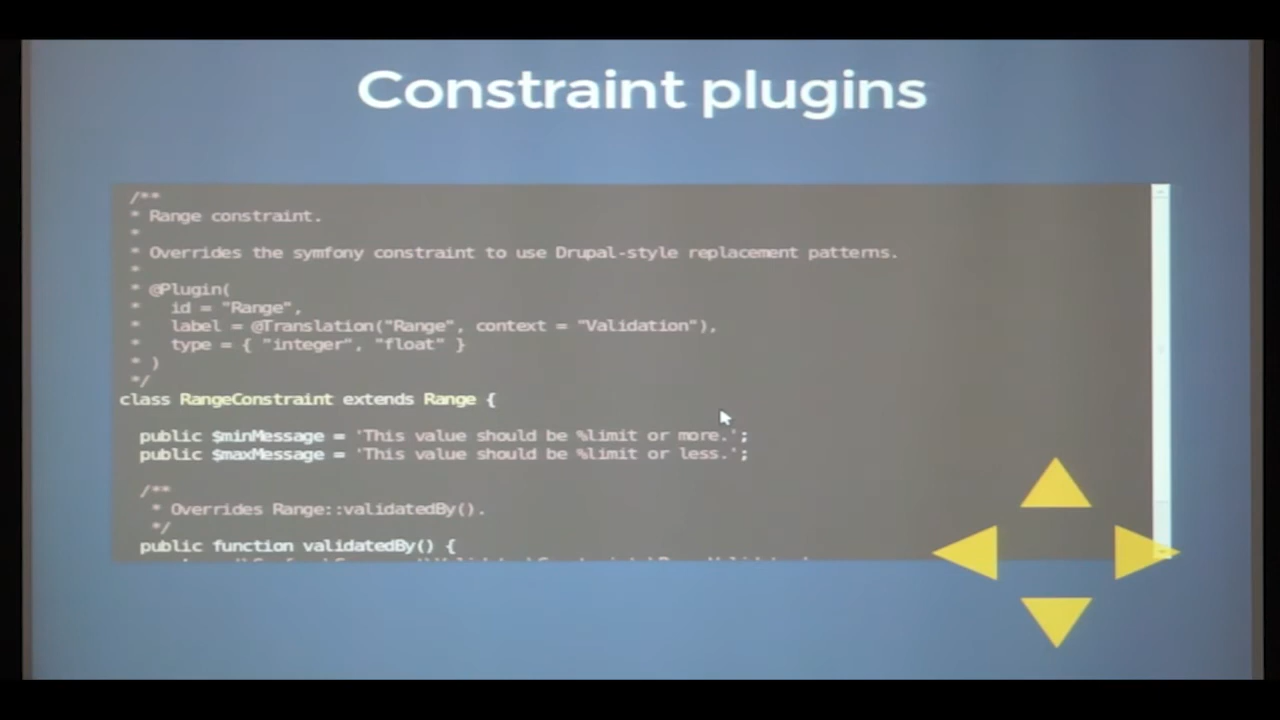 Constraint plugins
/**
* Range constraint.
*
* Overrides the symfony constraint to use Drupal-style replacement patterns.
*
* @Plugin(
*   id = "Range",
*   label = @Translation("Range", context = "Validation"),
*   type = { "integer", "float" }
* )
*/
class RangeConstraint extends Range {
public $minMessage = 'This value should be %limit or more.';
public $maxMessage = 'This value should be %limit or less.';
/**
* Overrides Range::validatedBy().
*/
public function validatedBy() {